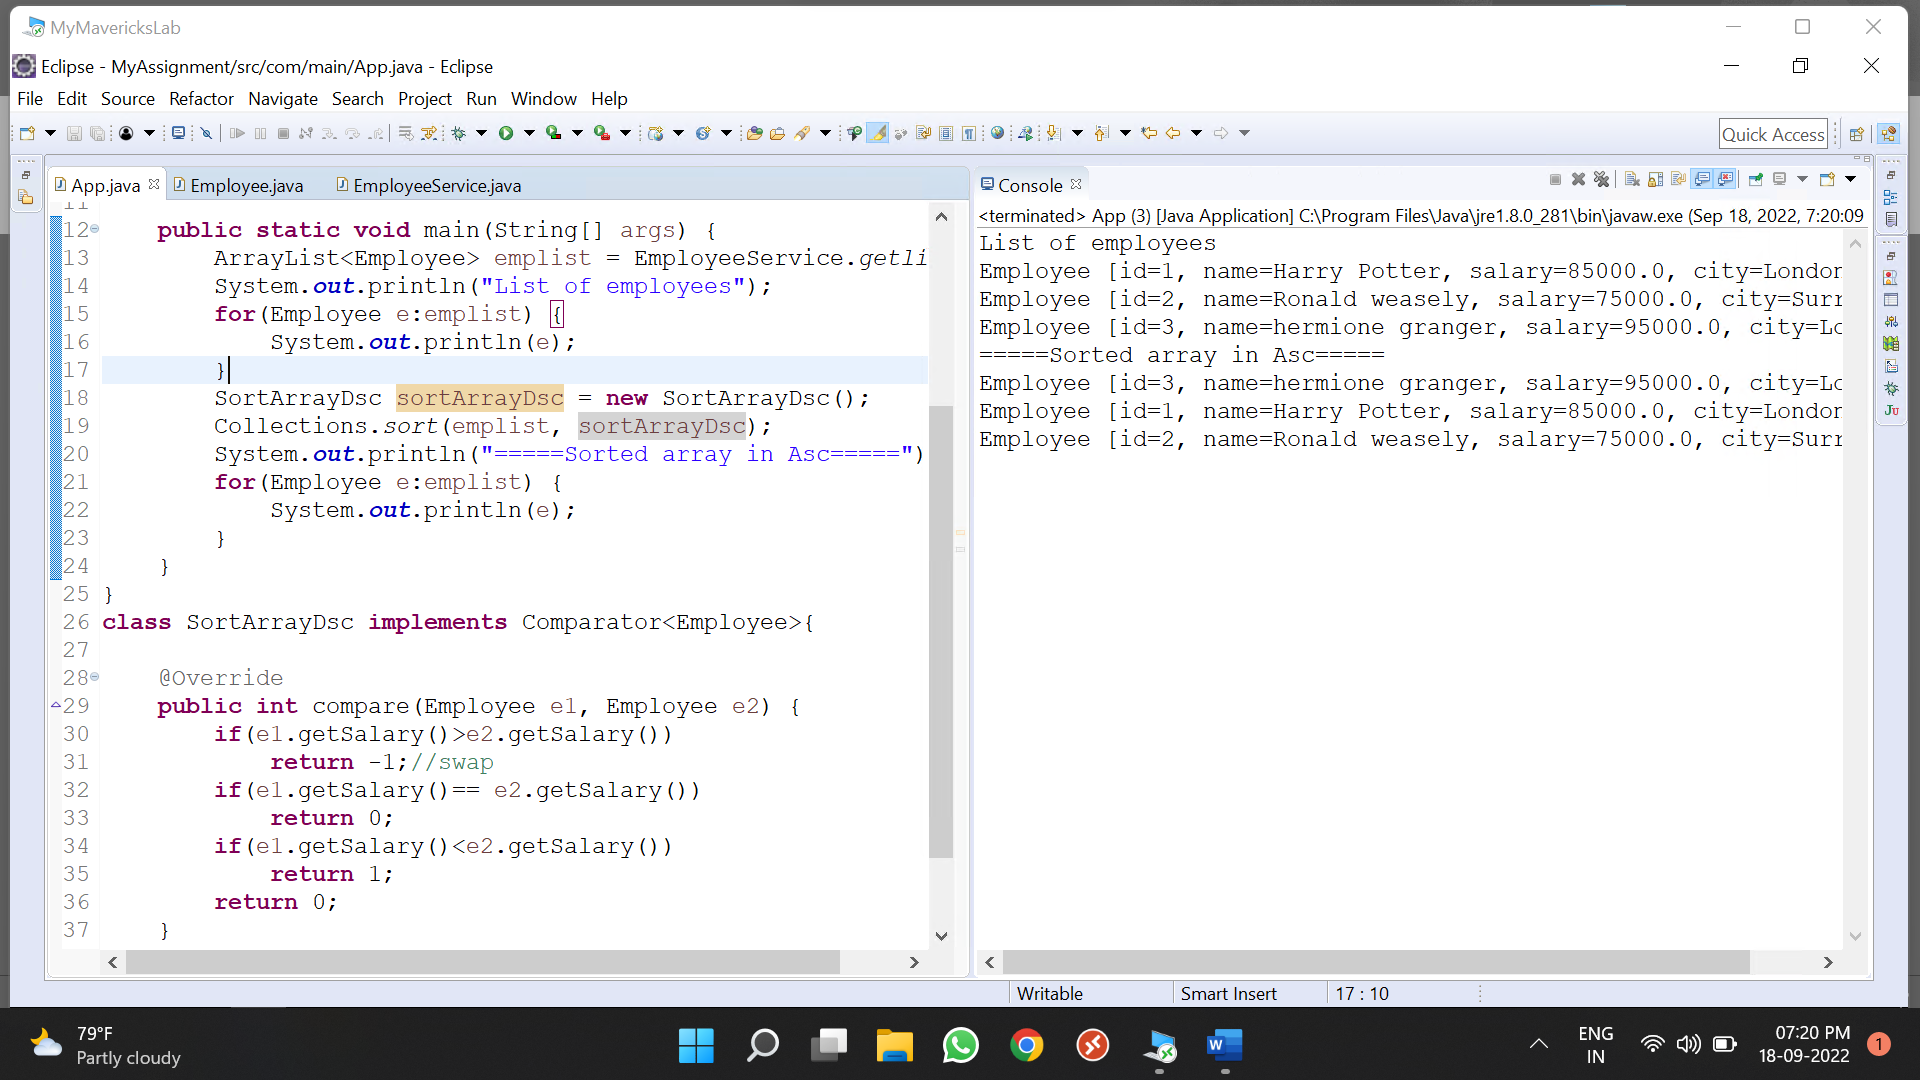 MyMavericksLab
Eclipse - MyAssignment/src/com/main/App.java - Eclipse
File Edit Source Refactor Navigate Search Project Run Window Help
Quick Access
App.java Employee.java EmployeeService.java
11
12 public static void main(String[] args) {
13 ArrayList<Employee> emplist = EmployeeService.getli
14 System.out.println("List of employees");
15 for(Employee e:emplist) {
16 System.out.println(e);
17 }
18 SortArrayDsc sortArrayDsc = new SortArrayDsc();
19 Collections.sort(emplist, sortArrayDsc);
20 System.out.println("=====Sorted array in Asc=====")
21 for(Employee e:emplist) {
22 System.out.println(e);
23 }
24 }
25 }
26 class SortArrayDsc implements Comparator<Employee>{
27
28 @Override
29 public int compare(Employee e1, Employee e2) {
30 if(e1.getSalary()>e2.getSalary())
31 return -1;//swap
32 if(e1.getSalary()== e2.getSalary())
33 return 0;
34 if(e1.getSalary()<e2.getSalary())
35 return 1;
36 return 0;
37 }
Console
<terminated> App (3) [Java Application] C:\Program Files\Java\jre1.8.0_281\bin\javaw.exe (Sep 18, 2022, 7:20:09
List of employees
Employee [id=1, name=Harry Potter, salary=85000.0, city=London
Employee [id=2, name=Ronald weasely, salary=75000.0, city=Surr
Employee [id=3, name=hermione granger, salary=95000.0, city=Lo
=====Sorted array in Asc=====
Employee [id=3, name=hermione granger, salary=95000.0, city=Lo
Employee [id=1, name=Harry Potter, salary=85000.0, city=London
Employee [id=2, name=Ronald weasely, salary=75000.0, city=Surr
Writable Smart Insert 17 : 10
79°F
Partly cloudy
ENG
IN
07:20 PM
18-09-2022
1